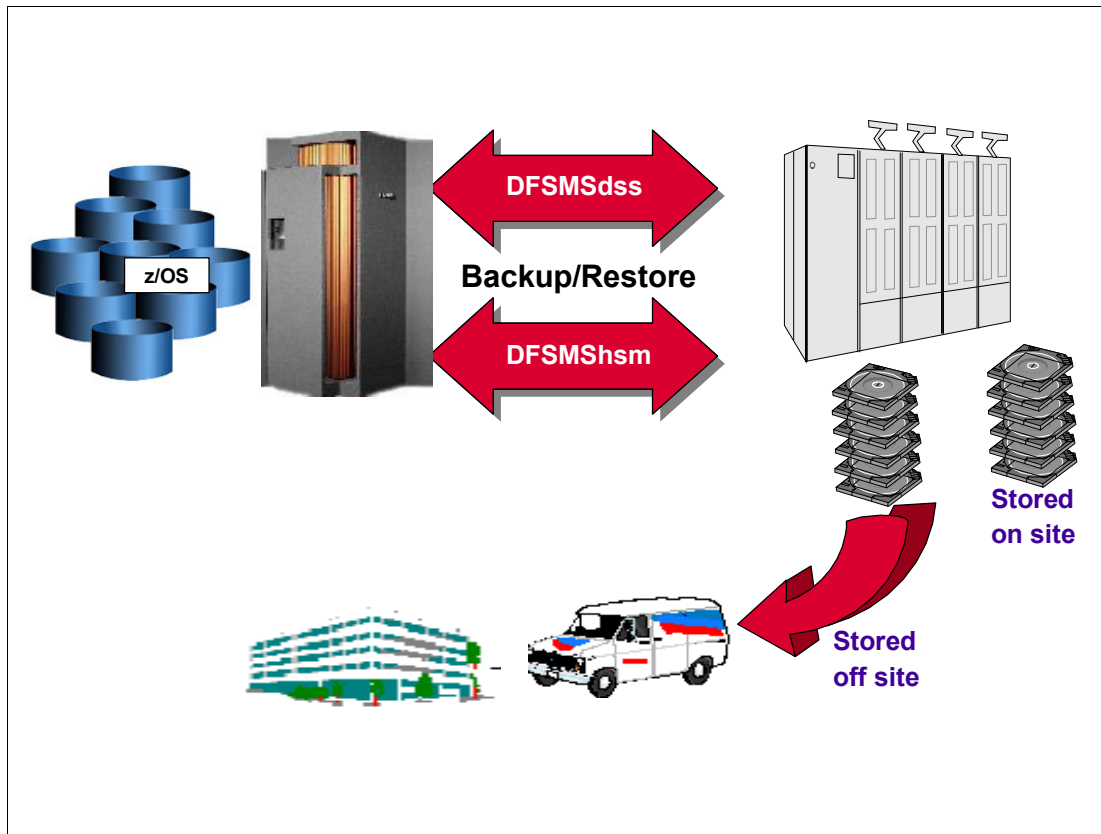 DFSMSdss
z/OS
Backup/Restore
DFSMShsm
Stored
on site
Stored
off site